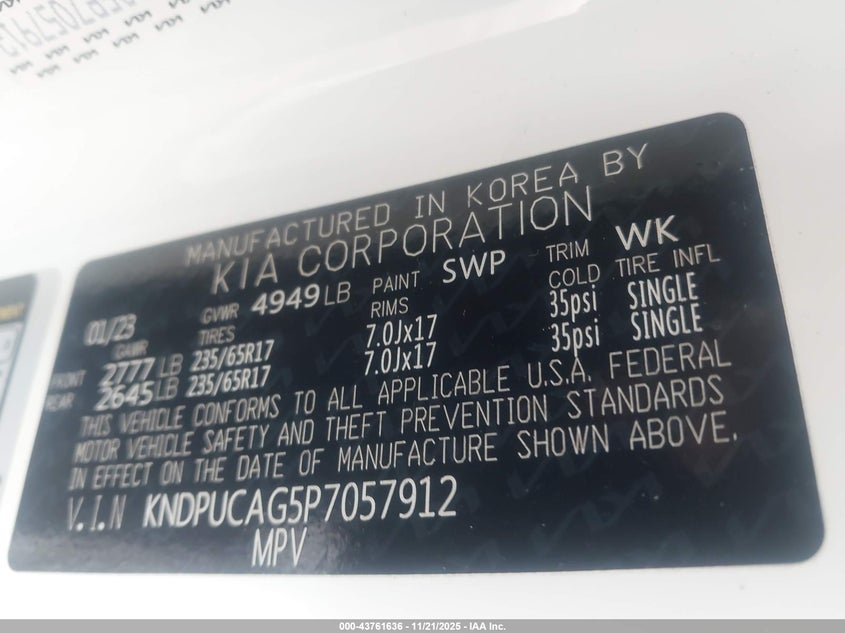 MANUFACTURED IN KOREA BY
KIA CORPORATION
01/23 GVWR 4949LB PAINT SWP TRIM WK
GAWR TIRES RIMS COLD TIRE INFL
FRONT 2777LB 235/65R17 7.0Jx17 35psi SINGLE
REAR 2645LB 235/65R17 7.0Jx17 35psi SINGLE
THIS VEHICLE CONFORMS TO ALL APPLICABLE U.S.A. FEDERAL
MOTOR VEHICLE SAFETY AND THEFT PREVENTION STANDARDS
IN EFFECT ON THE DATE OF MANUFACTURE SHOWN ABOVE.
V.I.N KNDPUCAG5P7057912
MPV
000-43761636 - 11/21/2025 - IAA Inc.